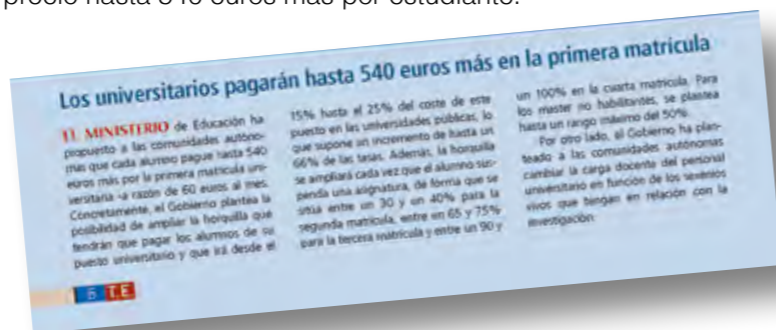 precio hasta 540 euros más por estudiante.
Los universitarios pagarán hasta 540 euros más en la primera matrícula
EL MINISTERIO de Educación ha
propuesto a las comunidades autóno-
mas que cada alumno pague hasta 540
euros más por la primera matrícula uni-
versitaria -a razón de 60 euros al mes.
Concretamente, el Gobierno plantea la
posibilidad de ampliar la horquilla que
tendrán que pagar los alumnos de su
puesto universitario y que irá desde el
15% hasta el 25% del coste de este
puesto en las universidades públicas, lo
que supone un incremento de hasta un
66% de las tasas. Además, la horquilla
se ampliará cada vez que el alumno sus-
penda una asignatura, de forma que se
sitúa entre un 30 y un 40% para la
segunda matrícula, entre en 65 y 75%
para la tercera matrícula y entre un 90 y
un 100% en la cuarta matrícula. Para
los master no habilitantes, se plantea
hasta un rango máximo del 50%.
Por otro lado, el Gobierno ha plan-
teado a las comunidades autónomas
cambiar la carga docente del personal
universitario en función de los sexenios
vivos que tengan en relación con la
investigación.
6 T.E